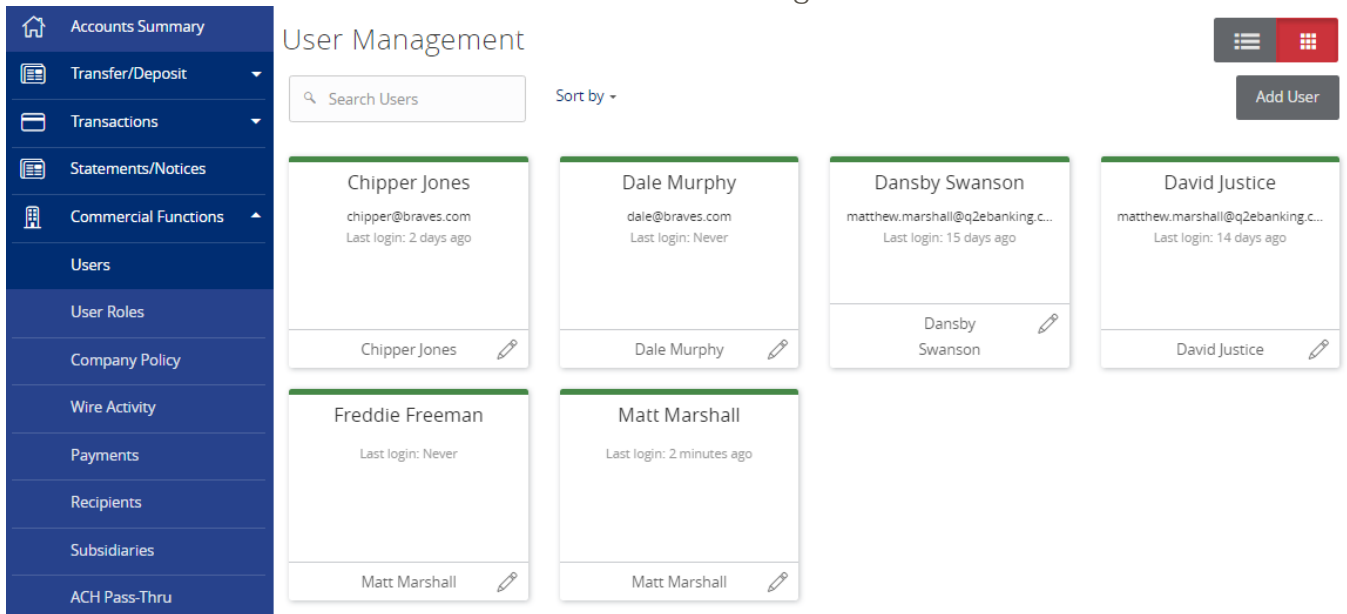 Accounts Summary
Transfer/Deposit
Transactions
Statements/Notices
Commercial Functions
Users
User Roles
Company Policy
Wire Activity
Payments
Recipients
Subsidiaries
ACH Pass-Thru
User Management
Search Users
Sort by
Add User
Chipper Jones
chipper@braves.com
Last login: 2 days ago
Chipper Jones
Dale Murphy
dale@braves.com
Last login: Never
Dale Murphy
Dansby Swanson
matthew.marshall@q2ebanking.c...
Last login: 15 days ago
Dansby
Swanson
David Justice
matthew.marshall@q2ebanking.c...
Last login: 14 days ago
David Justice
Freddie Freeman
Last login: Never
Matt Marshall
Matt Marshall
Last login: 2 minutes ago
Matt Marshall